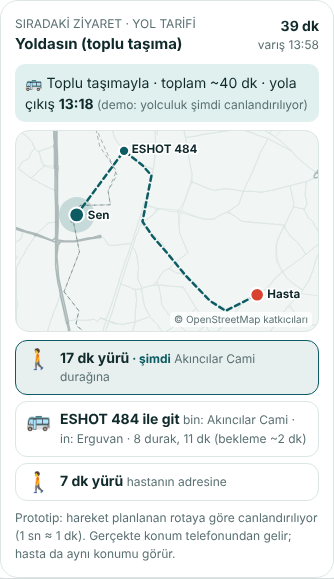 SIRADAKİ ZİYARET · YOL TARİFİ
39 dk
Yoldasın (toplu taşıma)
varış 13:58
Toplu taşımayla · toplam ~40 dk · yola
çıkış 13:18 (demo: yolculuk şimdi canlandırılıyor)
ESHOT 484
Sen
Hasta
© OpenStreetMap katkıcıları
17 dk yürü · şimdi Akıncılar Cami
durağına
ESHOT 484 ile git bin: Akıncılar Cami ·
in: Erguvan · 8 durak, 11 dk (bekleme ~2 dk)
7 dk yürü hastanın adresine
Prototip: hareket planlanan rotaya göre canlandırılıyor
(1 sn ≈ 1 dk). Gerçekte konum telefonundan gelir;
hasta da aynı konumu görür.